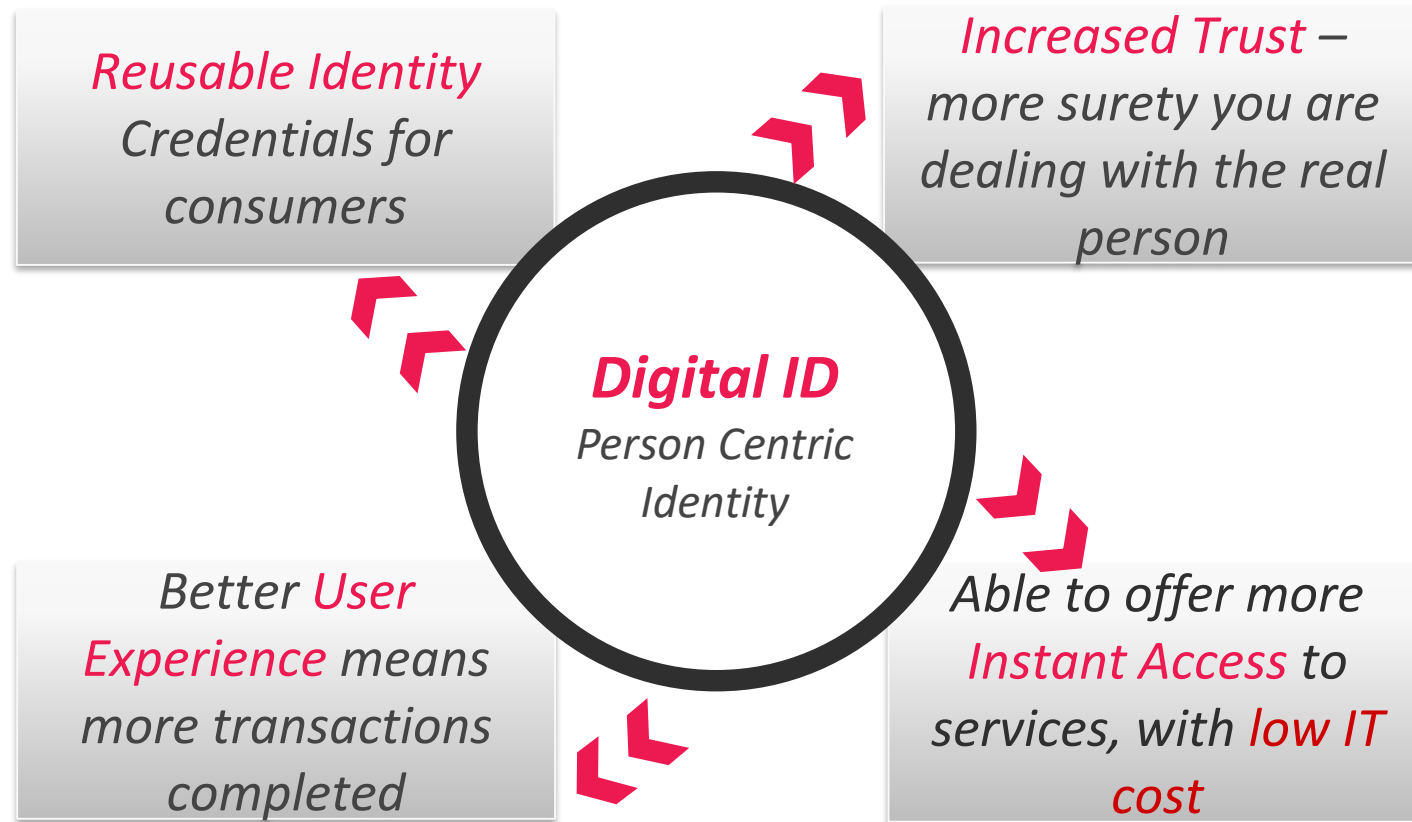 Reusable Identity
Credentials for
consumers
Increased Trust –
more surety you are
dealing with the real
person
Digital ID
Person Centric
Identity
Better User
Experience means
more transactions
completed
Able to offer more
Instant Access to
services, with low IT
cost